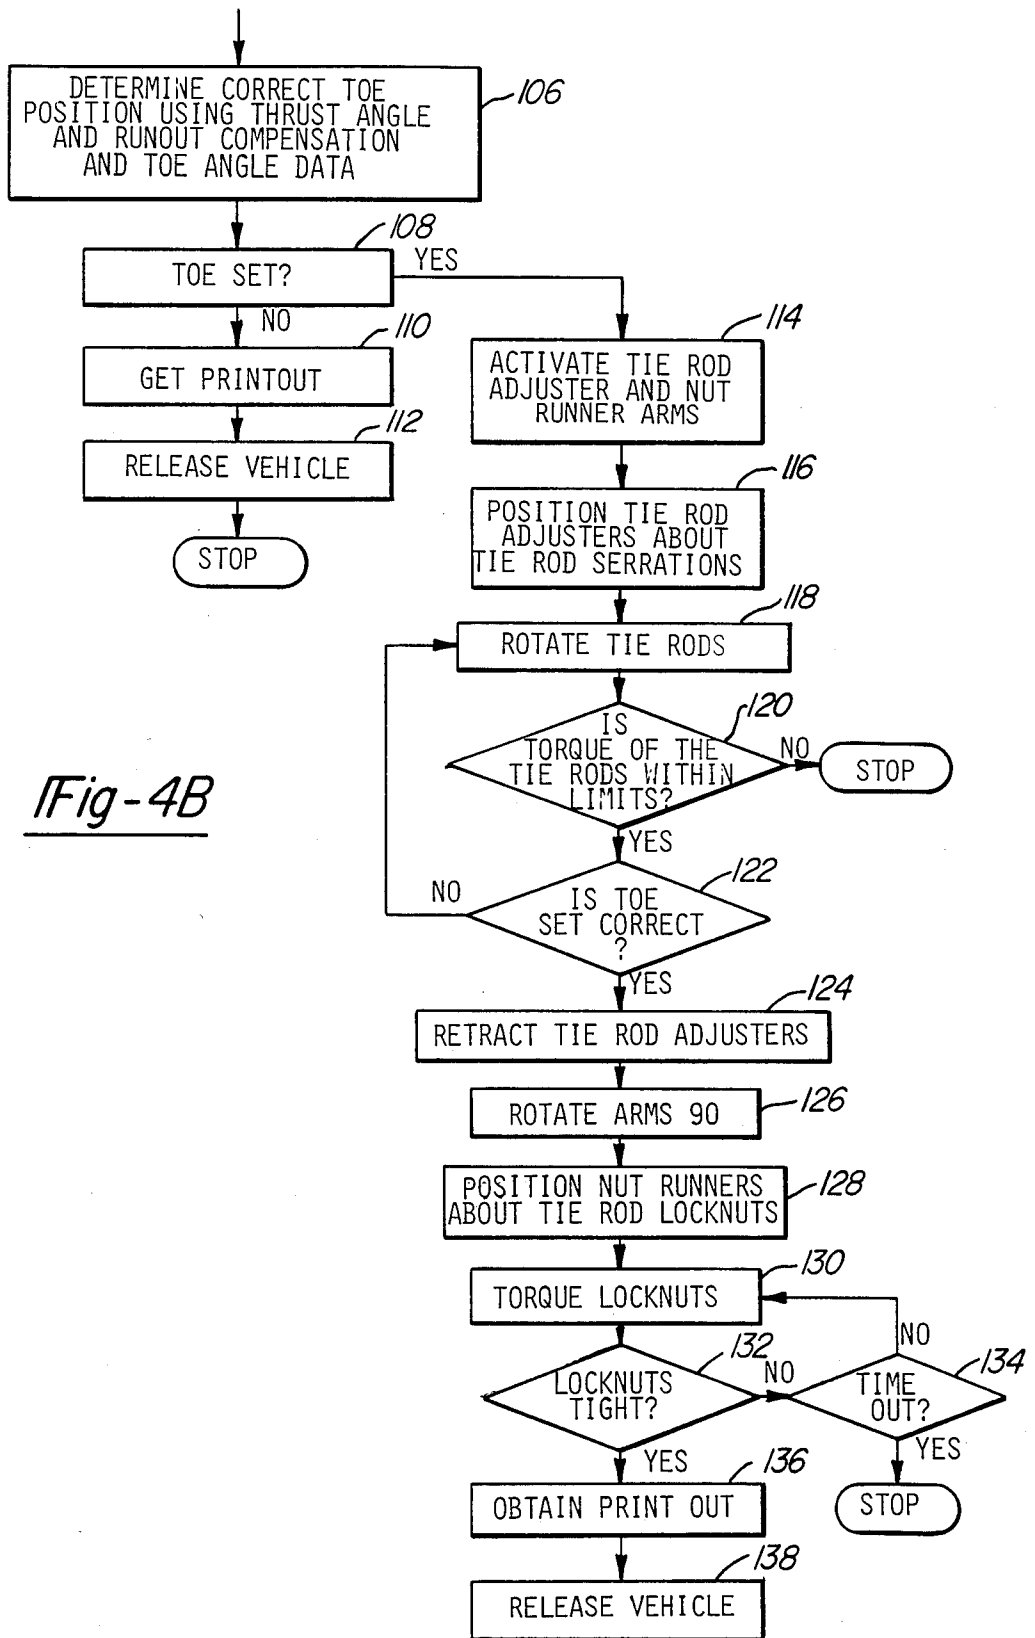 DETERMINE CORRECT TOE
POSITION USING THRUST ANGLE
AND RUNOUT COMPENSATION
AND TOE ANGLE DATA
106
108
TOE SET?
YES
NO
110
GET PRINTOUT
112
RELEASE VEHICLE
STOP
114
ACTIVATE TIE ROD
ADJUSTER AND NUT
RUNNER ARMS
116
POSITION TIE ROD
ADJUSTERS ABOUT
TIE ROD SERRATIONS
118
ROTATE TIE RODS
120
IS
TORQUE OF THE
TIE RODS WITHIN
LIMITS?
NO
STOP
YES
Fig-4B
122
NO
IS TOE
SET CORRECT
?
YES
124
RETRACT TIE ROD ADJUSTERS
126
ROTATE ARMS 90
128
POSITION NUT RUNNERS
ABOUT TIE ROD LOCKNUTS
130
TORQUE LOCKNUTS
132
LOCKNUTS
TIGHT?
NO
NO
134
TIME
OUT?
YES
STOP
YES
136
OBTAIN PRINT OUT
138
RELEASE VEHICLE